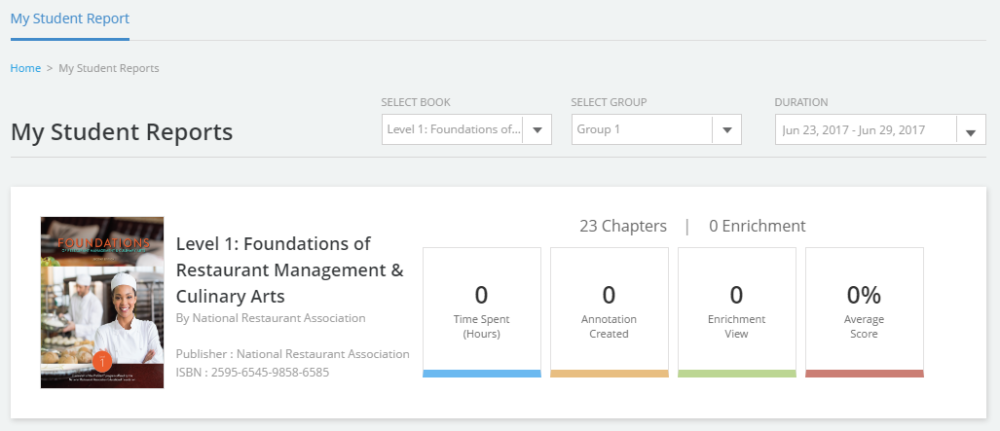 My Student Report
Home > My Student Reports
My Student Reports
SELECT BOOK
Level 1: Foundations of...
SELECT GROUP
Group 1
DURATION
Jun 23, 2017 - Jun 29, 2017
FOUNDATIONS
1
Level 1: Foundations of
Restaurant Management &
Culinary Arts
By National Restaurant Association
Publisher : National Restaurant Association
ISBN : 2595-6545-9858-6585
23 Chapters | 0 Enrichment
0
Time Spent
(Hours)
0
Annotation
Created
0
Enrichment
View
0%
Average
Score